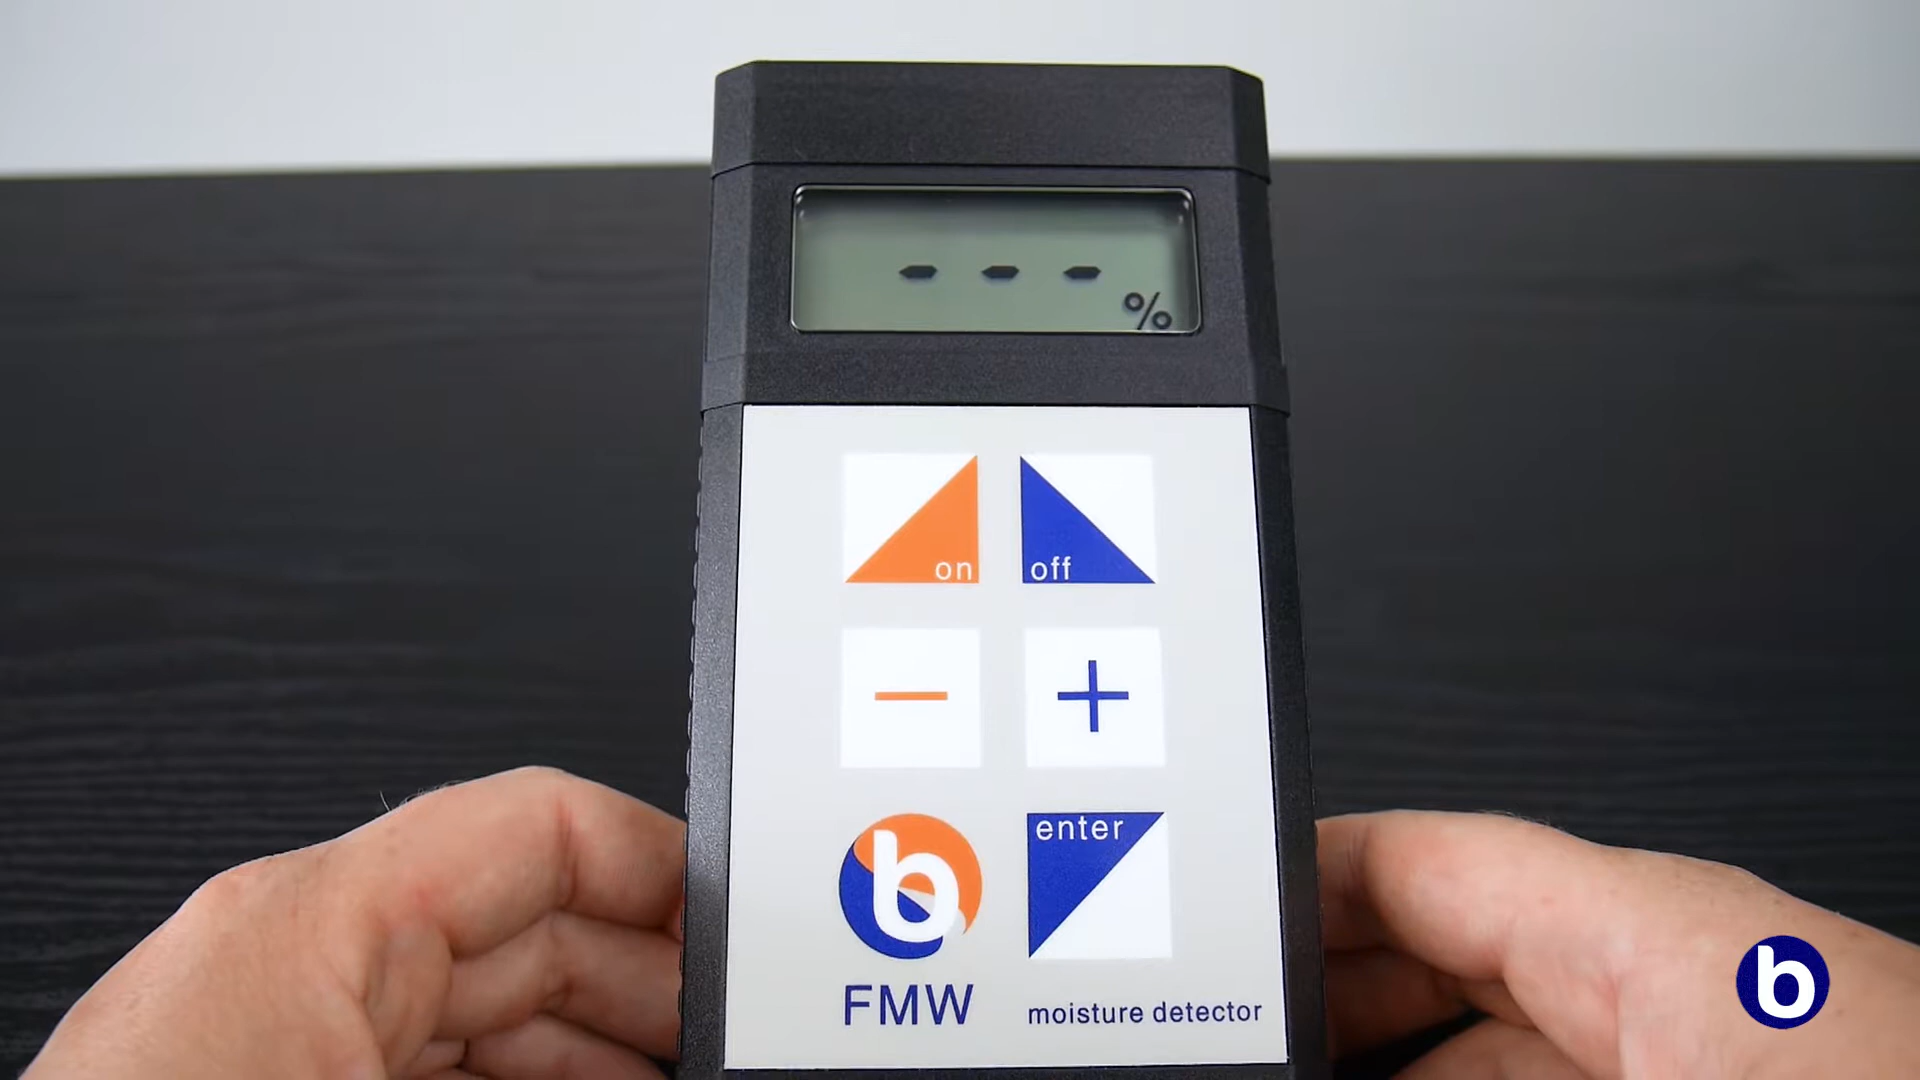 - - - %
on
off
− +
b
enter
FMW
moisture detector
b